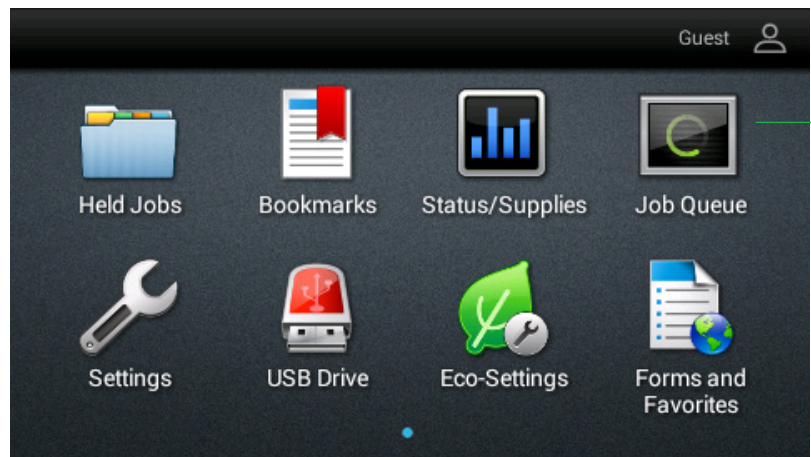 Guest
Held Jobs
Bookmarks
Status/Supplies
Job Queue
Settings
USB Drive
Eco-Settings
Forms and
Favorites